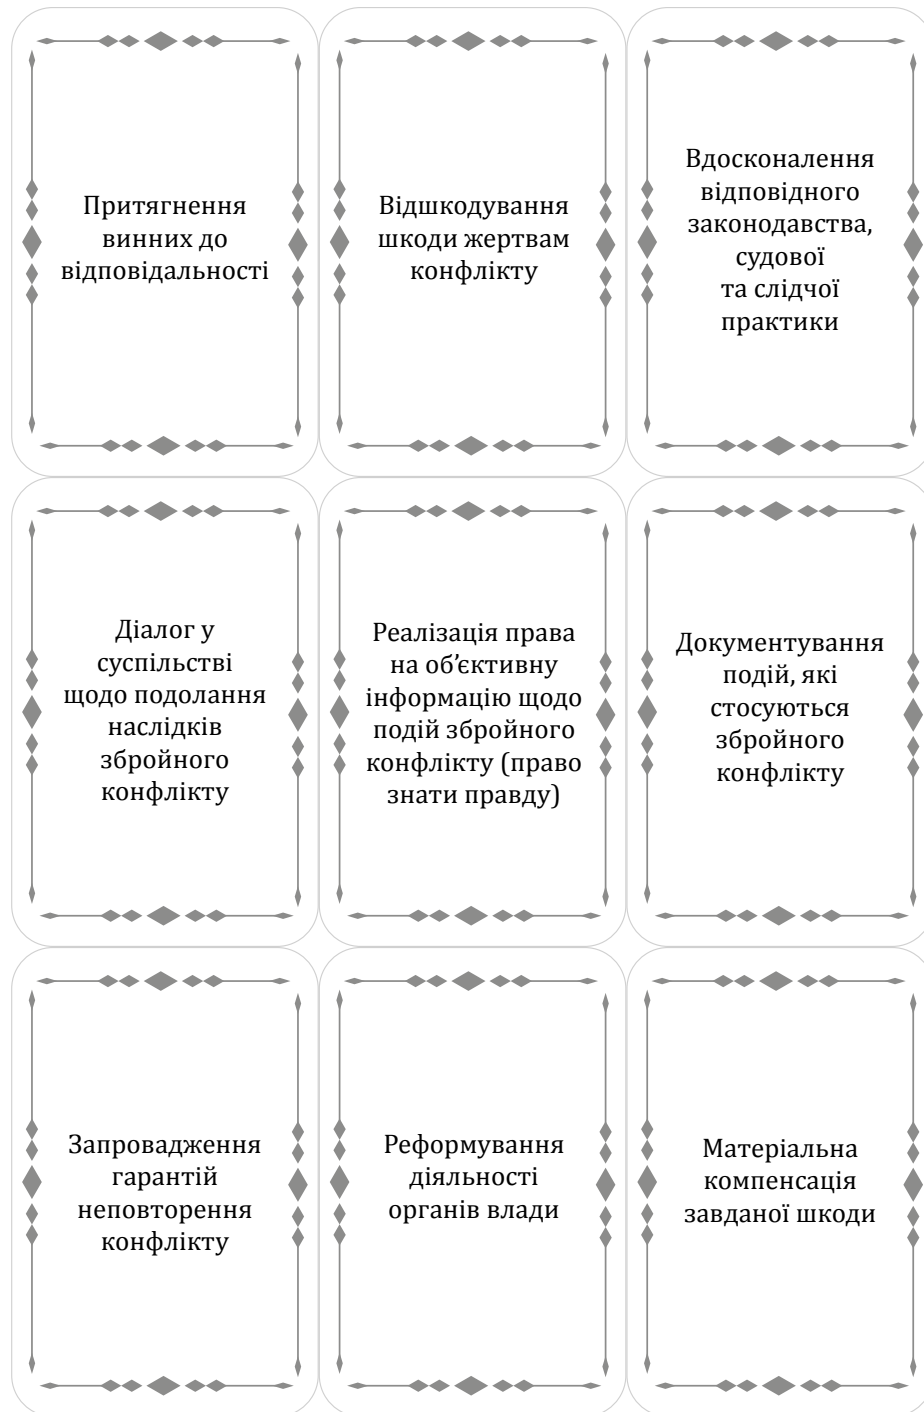 Притягнення
винних до
відповідальності
Відшкодування
шкоди жертвам
конфлікту
Вдосконалення
відповідного
законодавства,
судової
та слідчої
практики
Діалог у
суспільстві
щодо подолання
наслідків
збройного
конфлікту
Реалізація права
на об’єктивну
інформацію щодо
подій збройного
конфлікту (право
знати правду)
Документування
подій, які
стосуються
збройного
конфлікту
Запровадження
гарантій
неповторення
конфлікту
Реформування
діяльності
органів влади
Матеріальна
компенсація
завданої шкоди